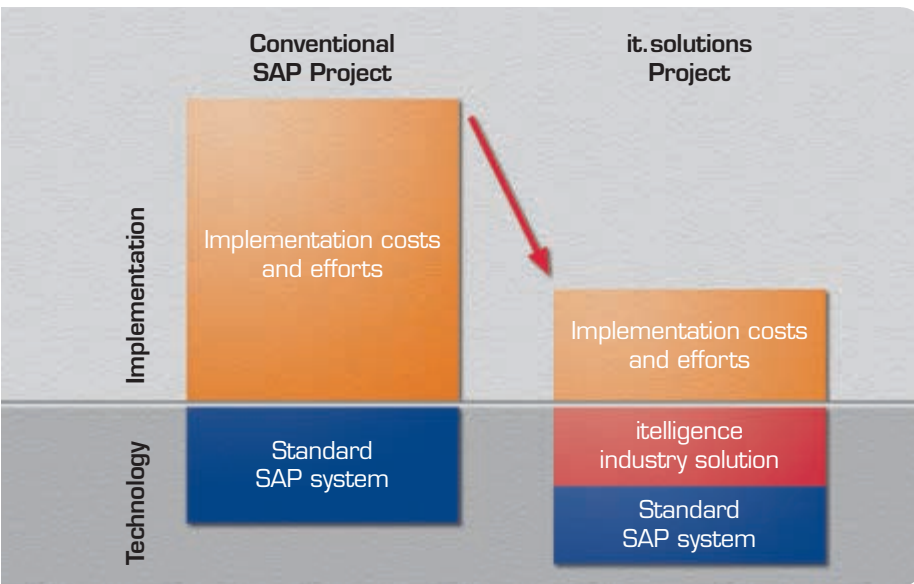 Conventional
SAP Project
it.solutions
Project
Implementation
Implementation costs
and efforts
Implementation costs
and efforts
Technology
Standard
SAP system
itelligence
industry solution
Standard
SAP system